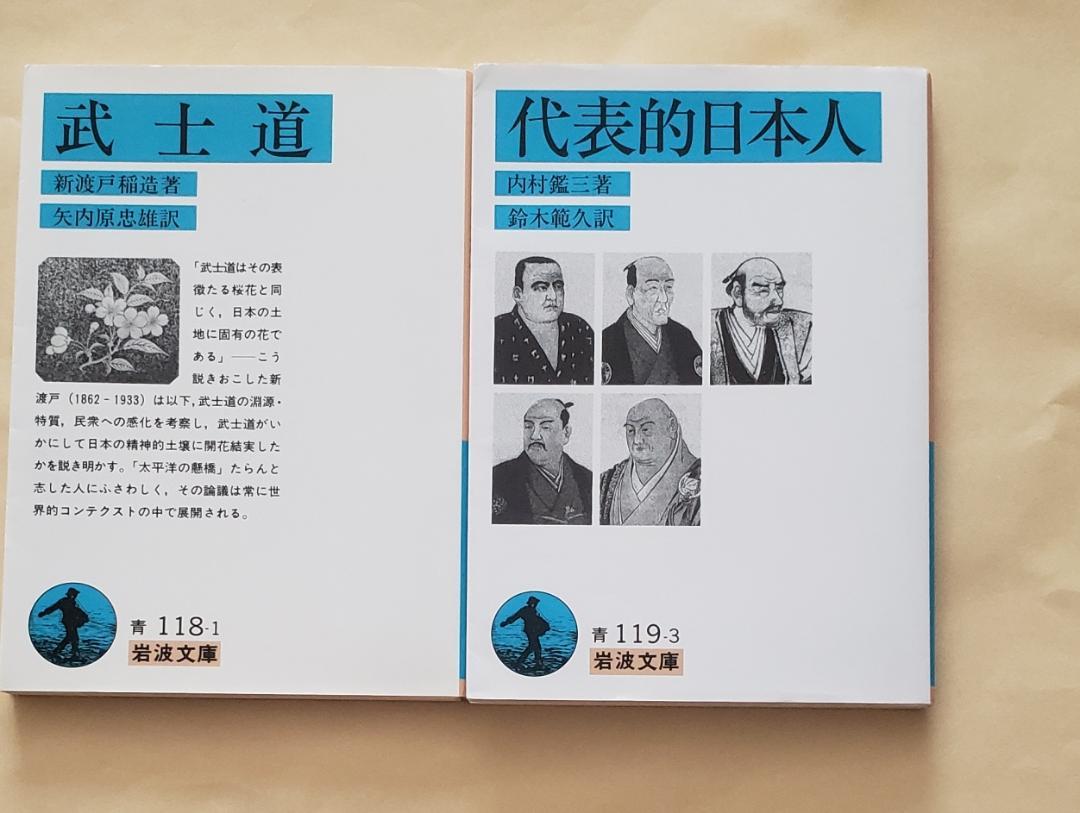 武士道
新渡戸稲造著
矢内原忠雄訳
「武士道はその表
徴たる桜花と同
じく，日本の土
地に固有の花で
ある」──こう
説きおこした新
渡戸（1862－1933）は以下，武士道の淵源・
特質，民衆への感化を考察し，武士道がい
かにして日本の精神的土壌に開花結実した
かを説き明かす。「太平洋の懸橋」たらんと
志した人にふさわしく，その論議は常に世
界的コンテクストの中で展開される。
青 118-1
岩波文庫
代表的日本人
内村鑑三著
鈴木範久訳
青 119-3
岩波文庫